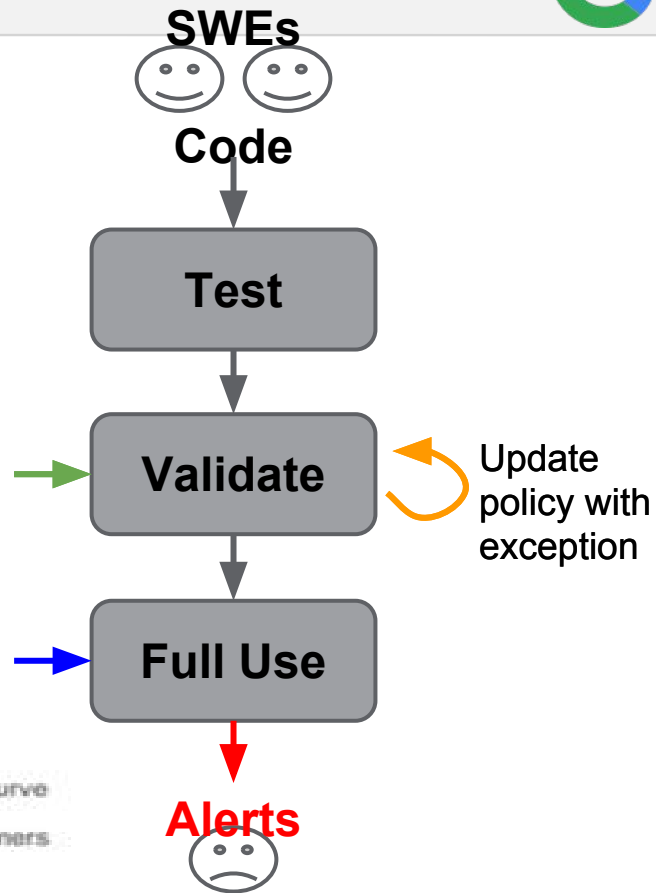 SWEs
Code
Test
Validate
Update
policy with
exception
Full Use
Alerts